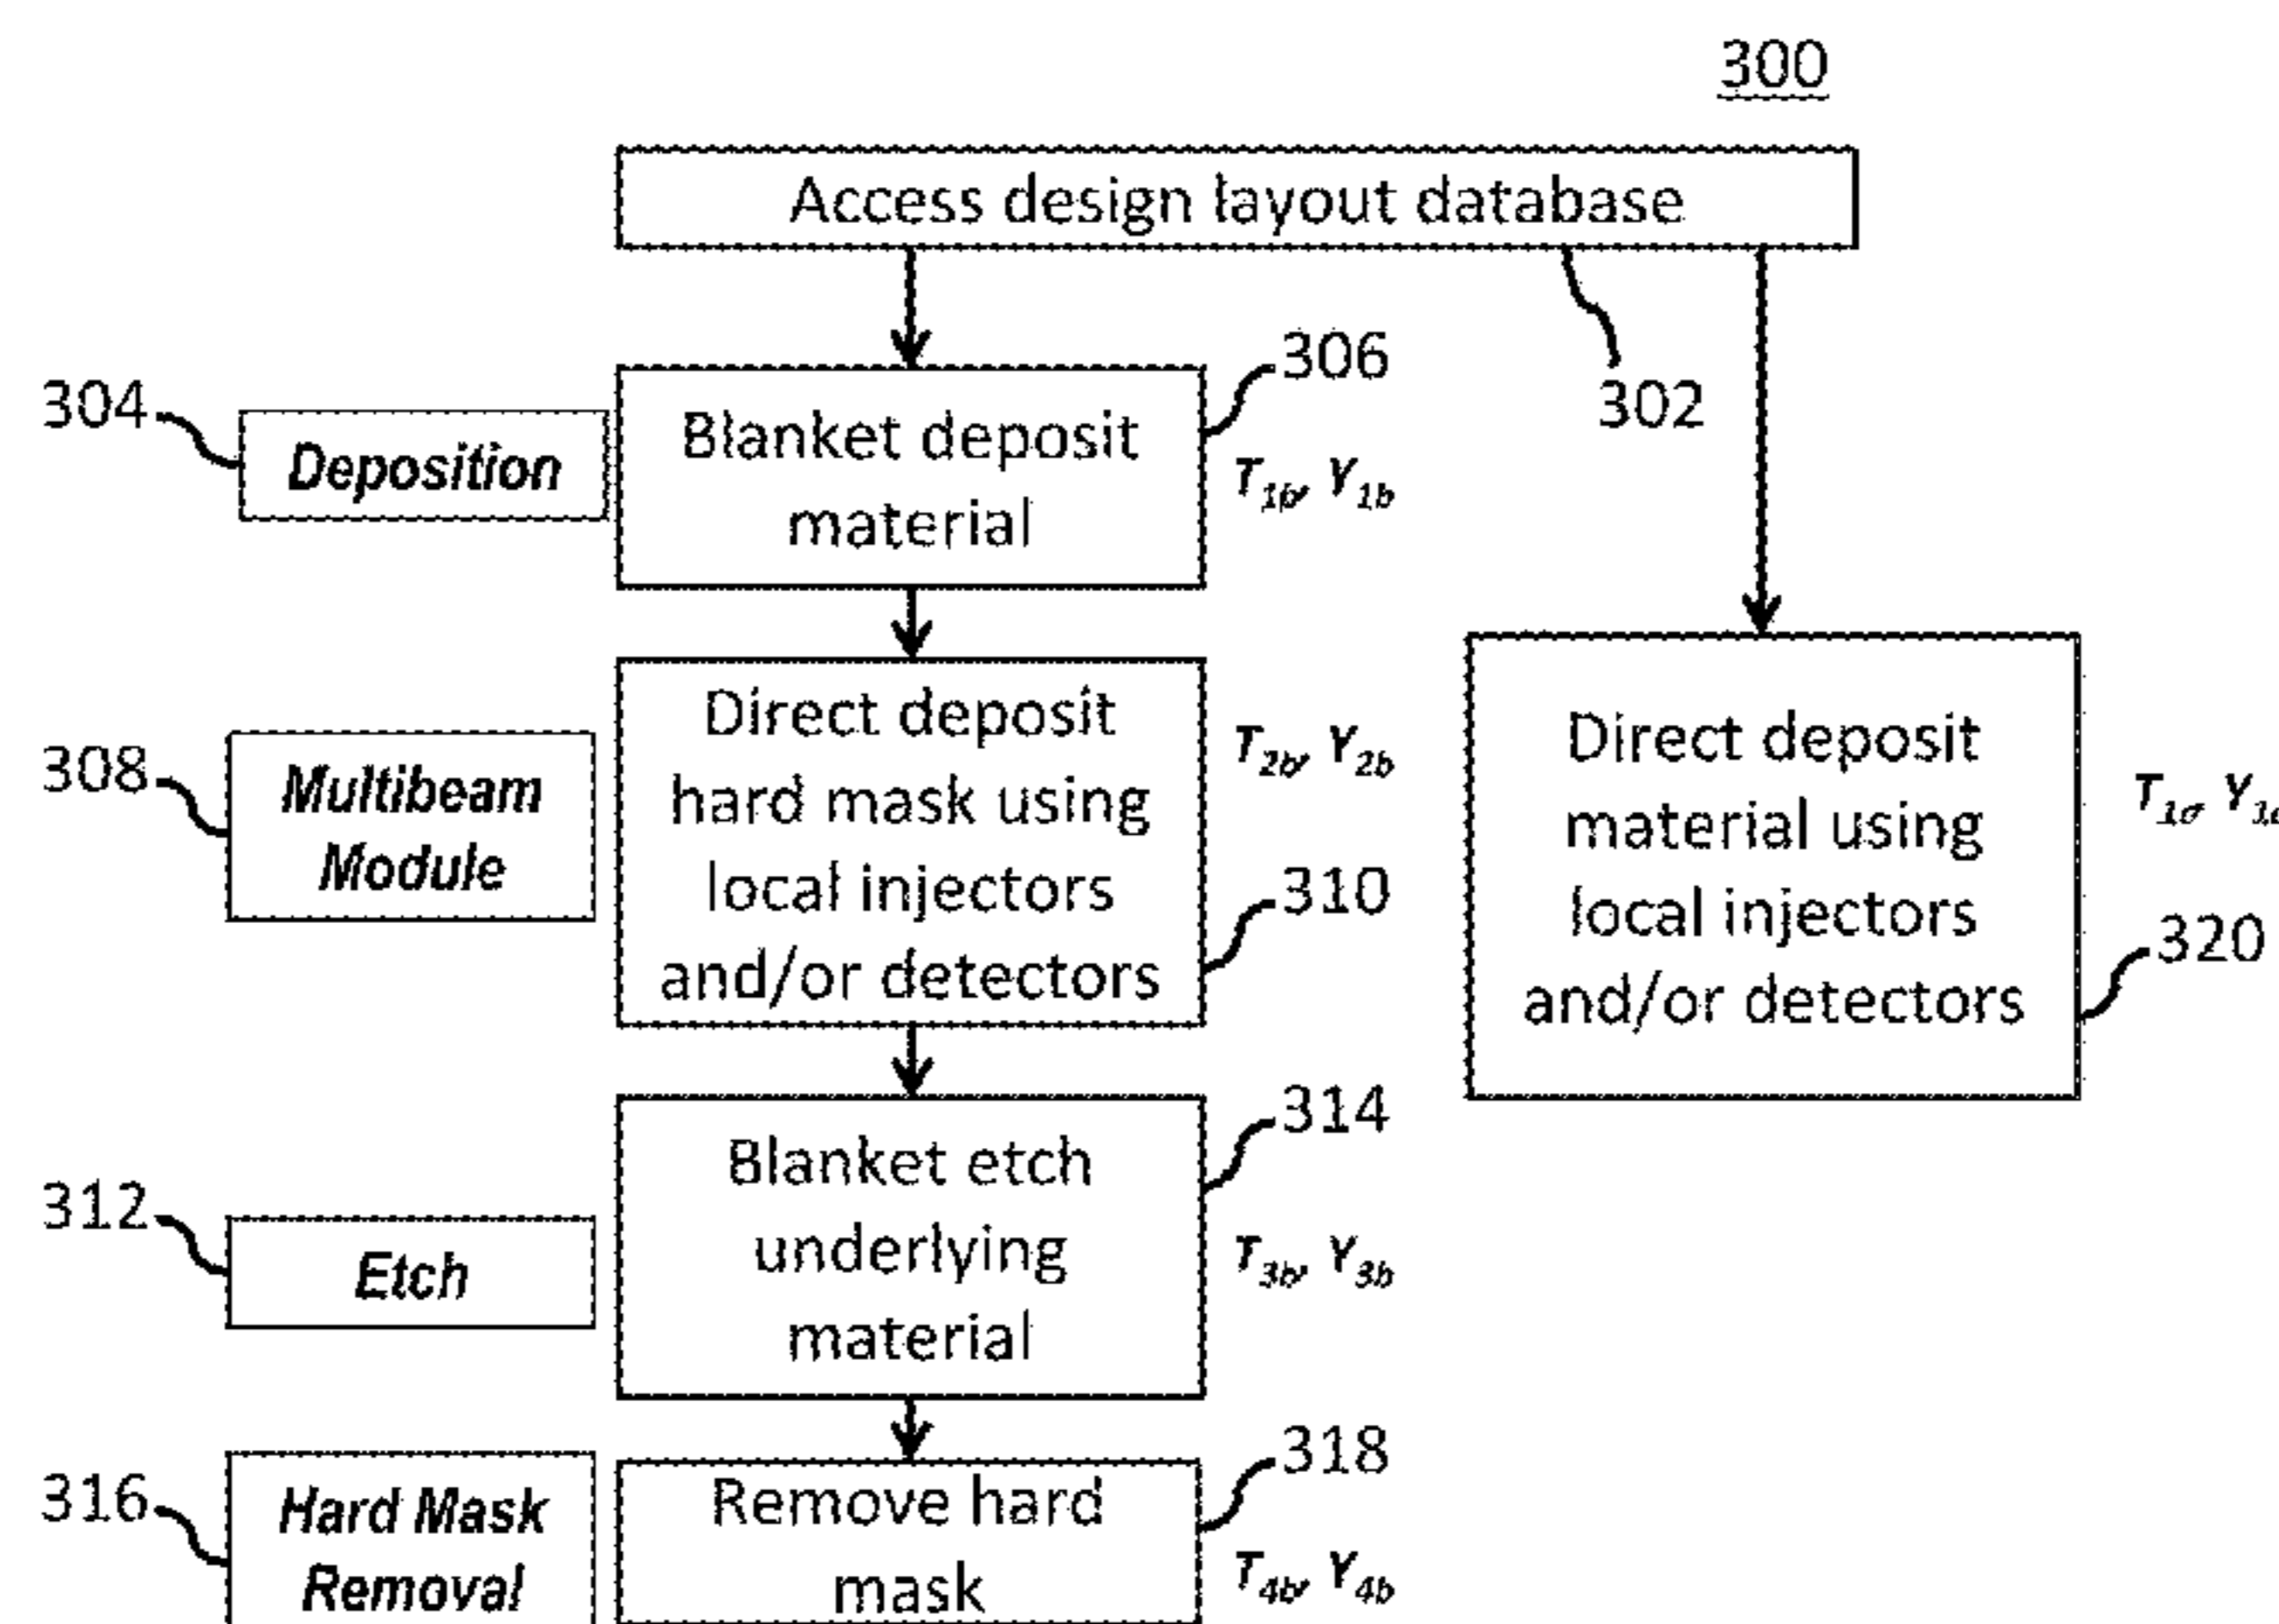 300
Access design layout database
302
304
Deposition
Blanket deposit
material
306
T1b, Y1b
308
Multibeam
Module
Direct deposit
hard mask using
local injectors
and/or detectors
T2b, Y2b
310
Direct deposit
material using
local injectors
and/or detectors
320
312
Etch
Blanket etch
underlying
material
314
T3b, Y3b
316
Hard Mask
Removal
Remove hard
mask
318
T4b, Y4b